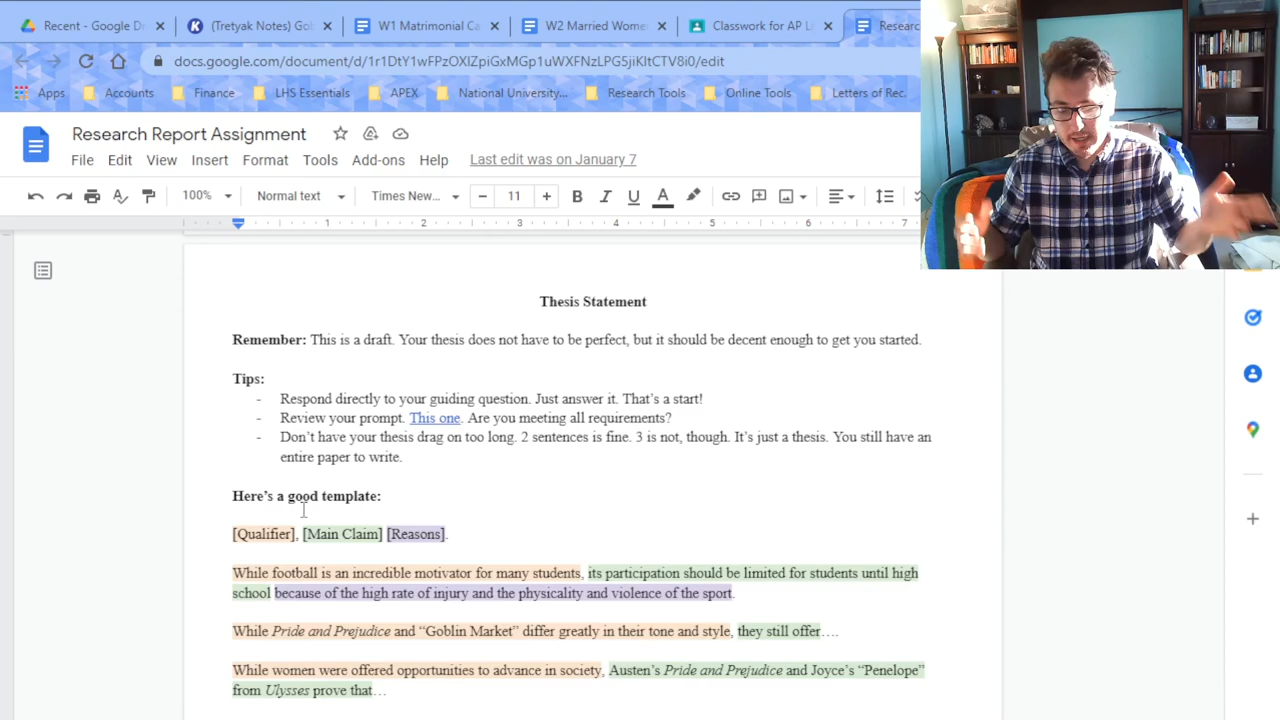 Recent - Google Dr
(Tretyak Notes) Gob
W1 Matrimonial Ca
W2 Married Wome
Classwork for AP L
Researc
docs.google.com/document/d/1r1DtY1wFPzOXIZpiGxMGp1uWXFNzLPG5jiKltCTV8i0/edit
Apps
Accounts
Finance
LHS Essentials
APEX
National University...
Research Tools
Online Tools
Letters of Rec.
Research Report Assignment
File Edit View Insert Format Tools Add-ons Help Last edit was on January 7
100% Normal text Times New... − 11 + B I U A
1 2 3 4 5 6 7
Thesis Statement
Remember: This is a draft. Your thesis does not have to be perfect, but it should be decent enough to get you started.
Tips:
- Respond directly to your guiding question. Just answer it. That’s a start!
- Review your prompt. This one. Are you meeting all requirements?
- Don’t have your thesis drag on too long. 2 sentences is fine. 3 is not, though. It’s just a thesis. You still have an
entire paper to write.
Here’s a good template:
[Qualifier], [Main Claim] [Reasons].
While football is an incredible motivator for many students, its participation should be limited for students until high
school because of the high rate of injury and the physicality and violence of the sport.
While Pride and Prejudice and “Goblin Market” differ greatly in their tone and style, they still offer….
While women were offered opportunities to advance in society, Austen’s Pride and Prejudice and Joyce’s “Penelope”
from Ulysses prove that…